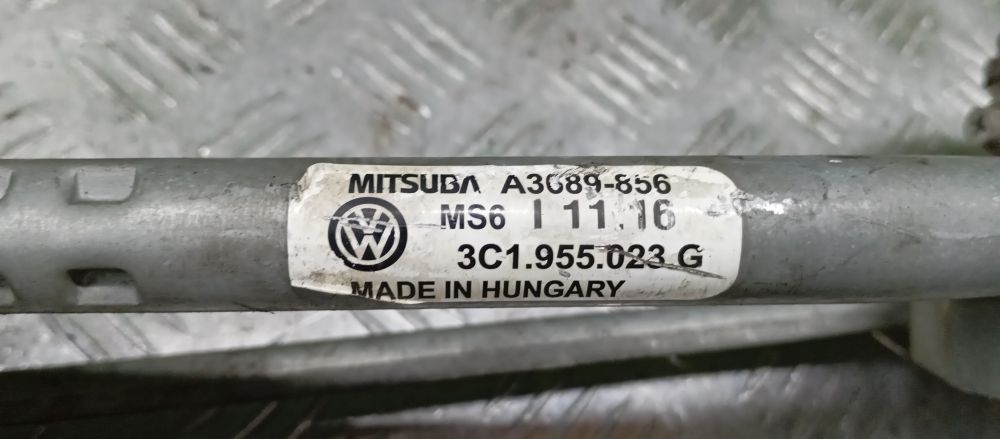 MITSUBA A3089-856
MS6 I 11.16
3C1.955.023.G
MADE IN HUNGARY